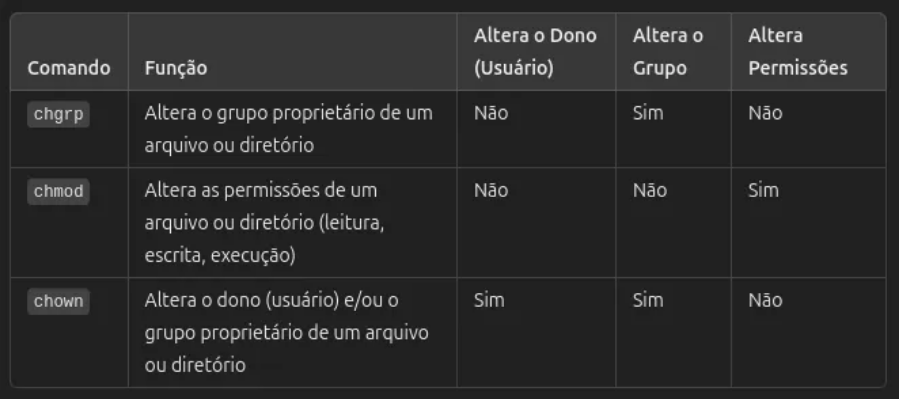 Comando Função Altera o Dono (Usuário) Altera o Grupo Altera Permissões
chgrp Altera o grupo proprietário de um arquivo ou diretório Não Sim Não
chmod Altera as permissões de um arquivo ou diretório (leitura, escrita, execução) Não Não Sim
chown Altera o dono (usuário) e/ou o grupo proprietário de um arquivo ou diretório Sim Sim Não